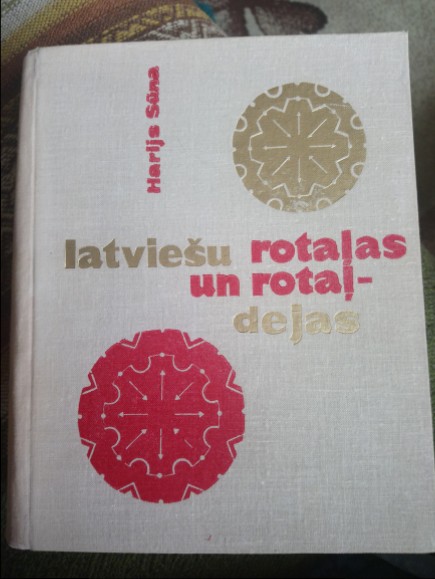 Harijs Sūna
latviešu rotaļas
un rotaļ-
dejas